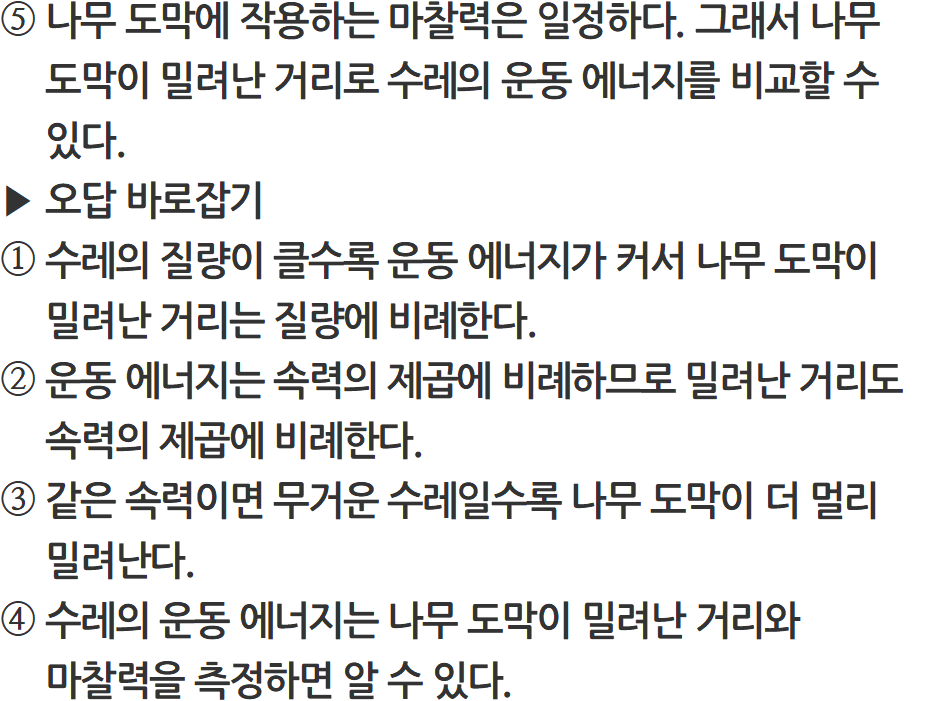 ⑤ 나무 도막에 작용하는 마찰력은 일정하다. 그래서 나무
도막이 밀려난 거리로 수레의 운동 에너지를 비교할 수
있다.
▶ 오답 바로잡기
① 수레의 질량이 클수록 운동 에너지가 커서 나무 도막이
밀려난 거리는 질량에 비례한다.
② 운동 에너지는 속력의 제곱에 비례하므로 밀려난 거리도
속력의 제곱에 비례한다.
③ 같은 속력이면 무거운 수레일수록 나무 도막이 더 멀리
밀려난다.
④ 수레의 운동 에너지는 나무 도막이 밀려난 거리와
마찰력을 측정하면 알 수 있다.